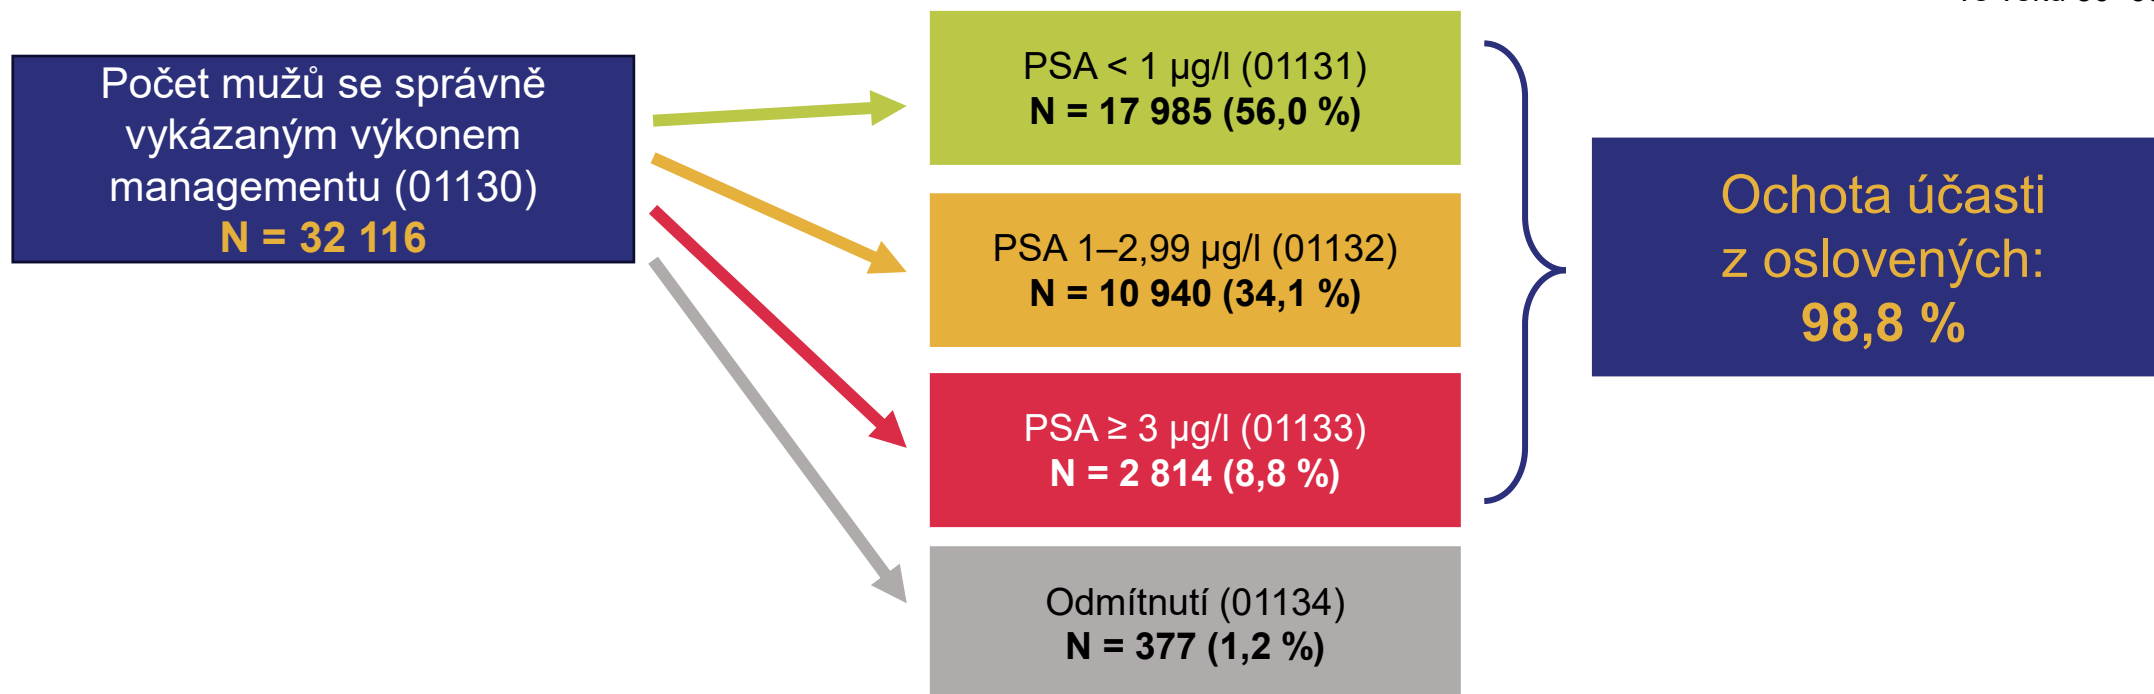 Počet mužů se správně
vykázaným výkonem
managementu (01130)
N = 32 116
PSA < 1 µg/l (01131)
N = 17 985 (56,0 %)
PSA 1–2,99 µg/l (01132)
N = 10 940 (34,1 %)
PSA ≥ 3 µg/l (01133)
N = 2 814 (8,8 %)
Odmítnutí (01134)
N = 377 (1,2 %)
Ochota účasti
z oslovených:
98,8 %